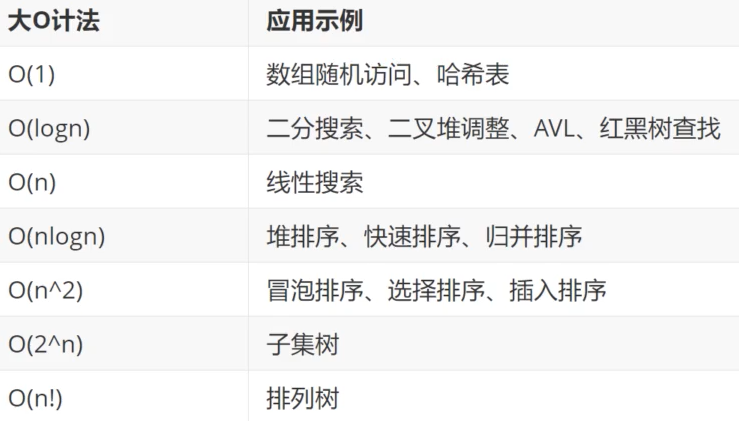 大O计法 应用示例
O(1) 数组随机访问、哈希表
O(logn) 二分搜索、二叉堆调整、AVL、红黑树查找
O(n) 线性搜索
O(nlogn) 堆排序、快速排序、归并排序
O(n^2) 冒泡排序、选择排序、插入排序
O(2^n) 子集树
O(n!) 排列树